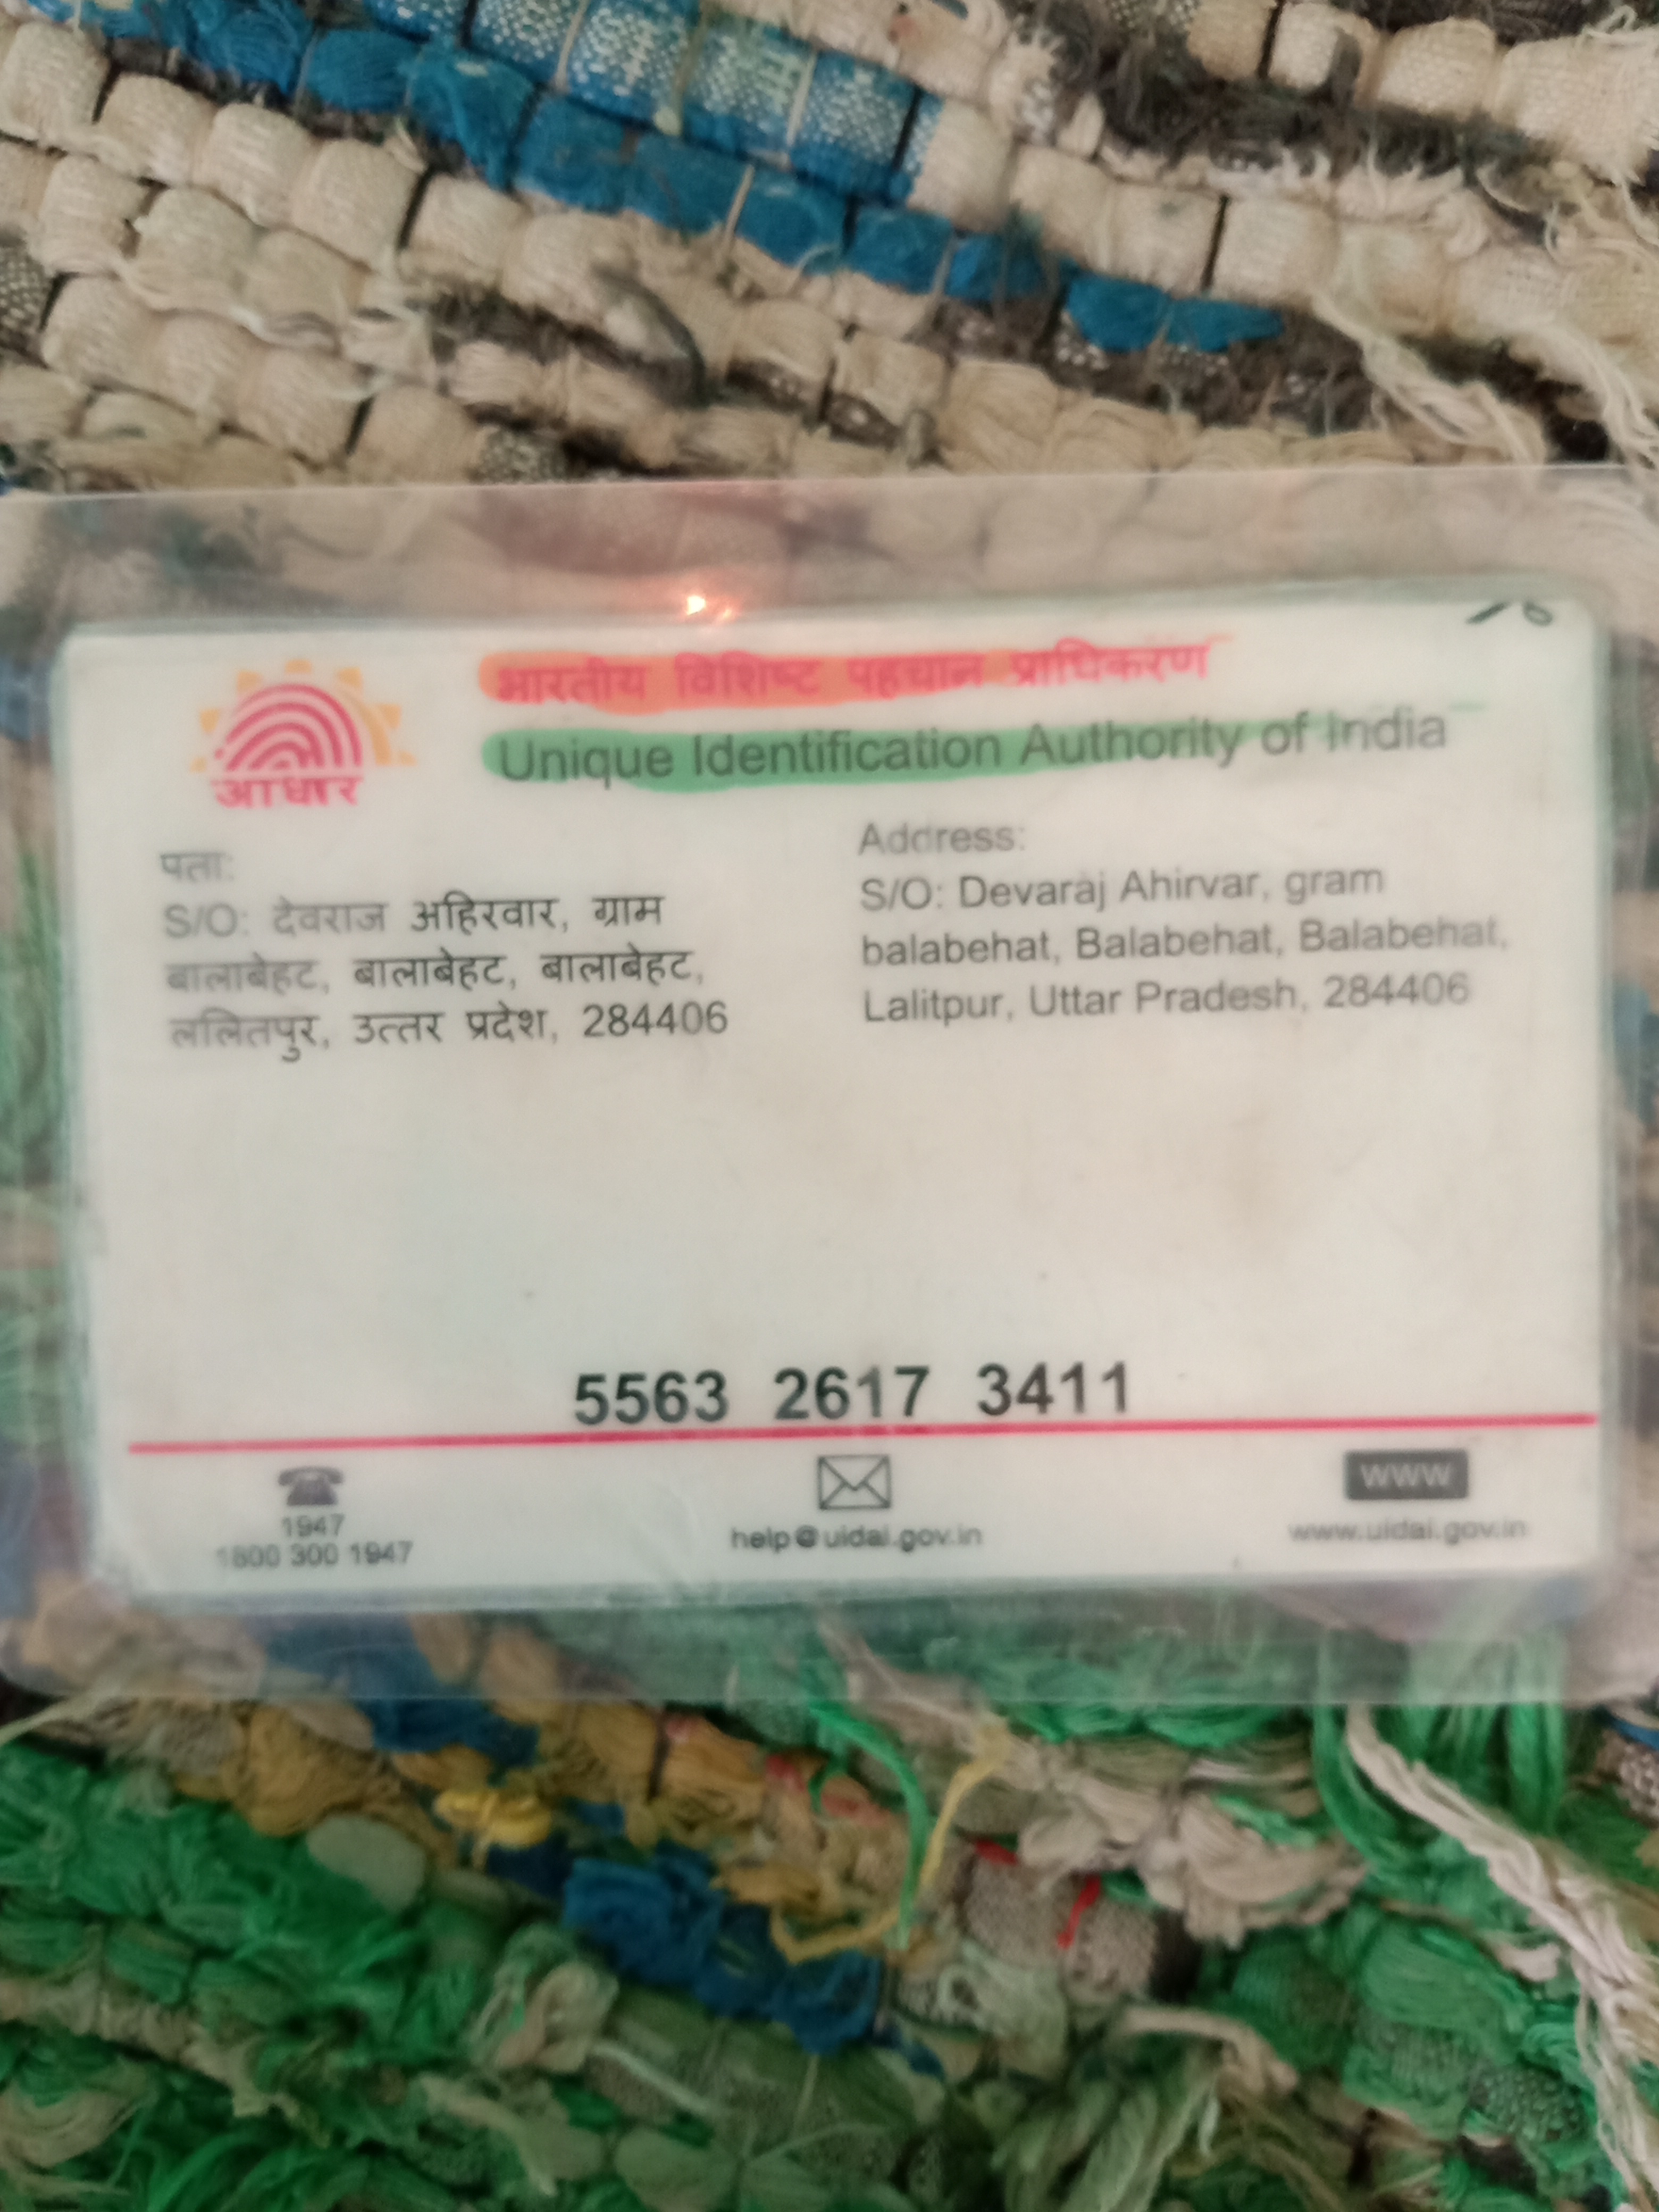 भारतीय विशिष्ट पहचान प्राधिकरण
Unique Identification Authority of India
आधार
पता:
S/O: देवराज अहिरवार, ग्राम
बालाबेहट, बालाबेहट, बालाबेहट,
ललितपुर, उत्तर प्रदेश, 284406
Address:
S/O: Devaraj Ahirvar, gram
balabehat, Balabehat, Balabehat,
Lalitpur, Uttar Pradesh, 284406
5563 2617 3411
1947
1800 300 1947
help@uidai.gov.in
WWW
www.uidai.gov.in